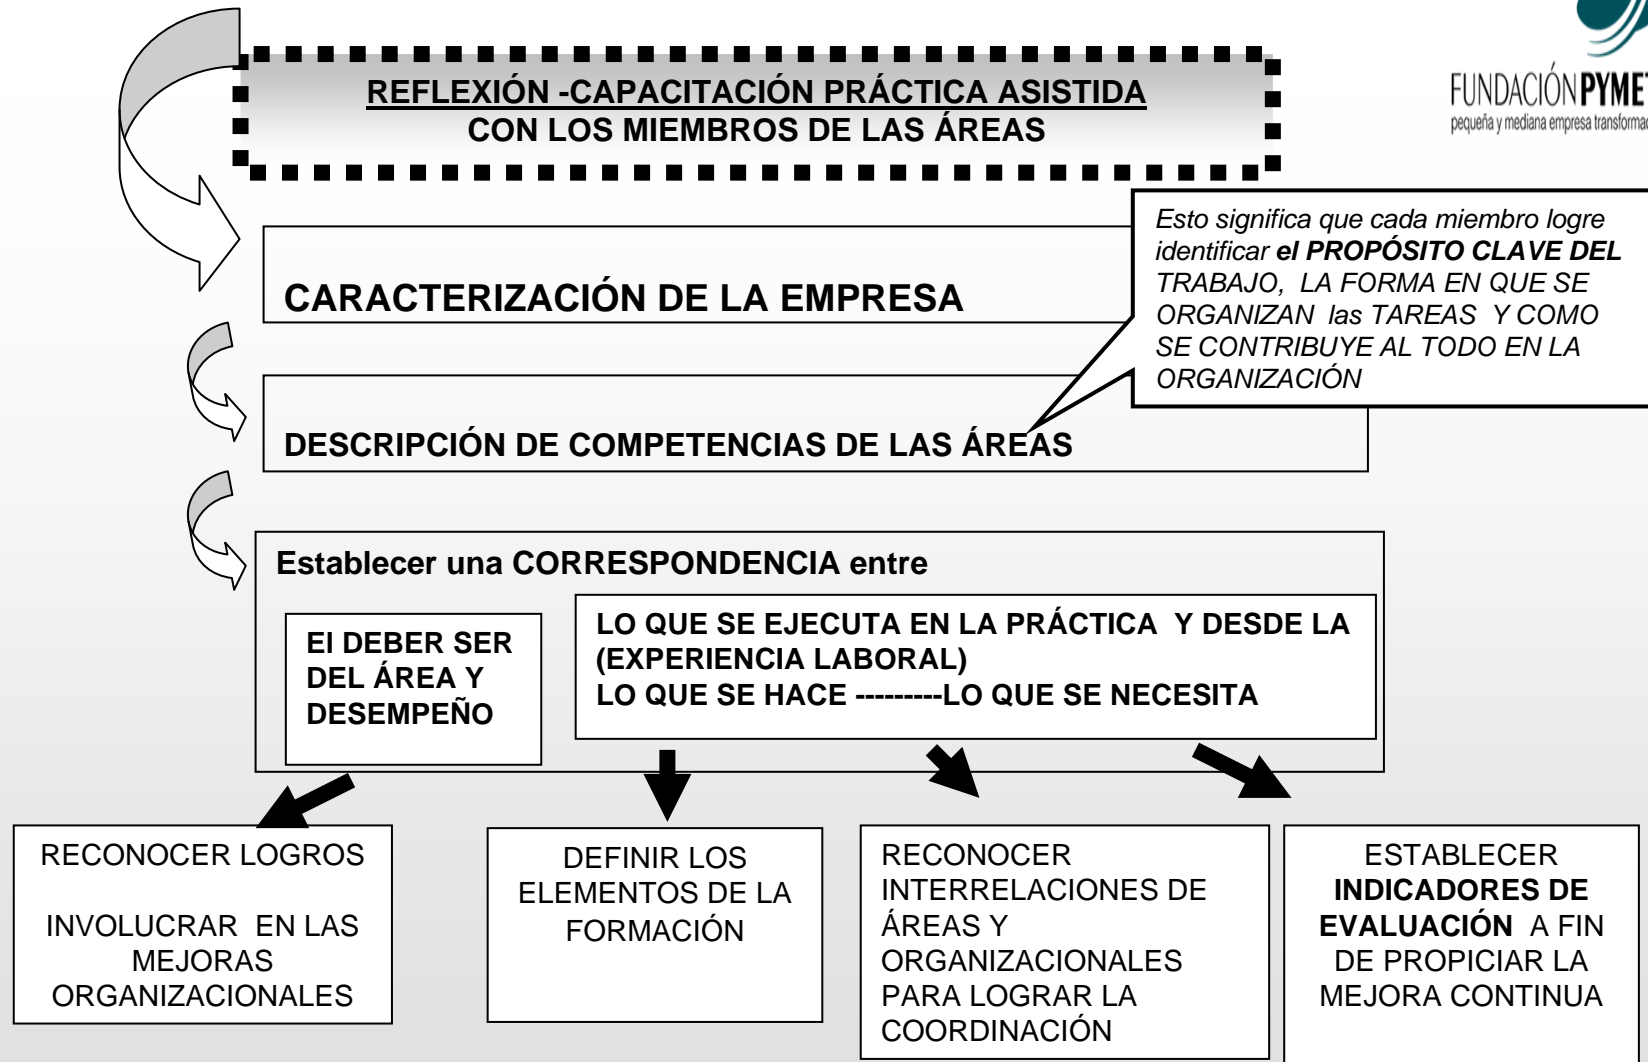 REFLEXIÓN -CAPACITACIÓN PRÁCTICA ASISTIDA
CON LOS MIEMBROS DE LAS ÁREAS
FUNDACIÓN PYME
pequeña y mediana empresa
Esto significa que cada miembro logre
identificar el PROPÓSITO CLAVE DEL
TRABAJO, LA FORMA EN QUE SE
ORGANIZAN las TAREAS Y COMO
SE CONTRIBUYE AL TODO EN LA
ORGANIZACIÓN
CARACTERIZACIÓN DE LA EMPRESA
DESCRIPCIÓN DE COMPETENCIAS DE LAS ÁREAS
Establecer una CORRESPONDENCIA entre
El DEBER SER
DEL ÁREA Y
DESEMPEÑO
LO QUE SE EJECUTA EN LA PRÁCTICA Y DESDE LA
(EXPERIENCIA LABORAL)
LO QUE SE HACE ---------LO QUE SE NECESITA
RECONOCER LOGROS
INVOLUCRAR EN LAS
MEJORAS
ORGANIZACIONALES
DEFINIR LOS
ELEMENTOS DE LA
FORMACIÓN
RECONOCER
INTERRELACIONES DE
ÁREAS Y
ORGANIZACIONALES
PARA LOGRAR LA
COORDINACIÓN
ESTABLECER
INDICADORES DE
EVALUACIÓN A FIN
DE PROPICIAR LA
MEJORA CONTINUA